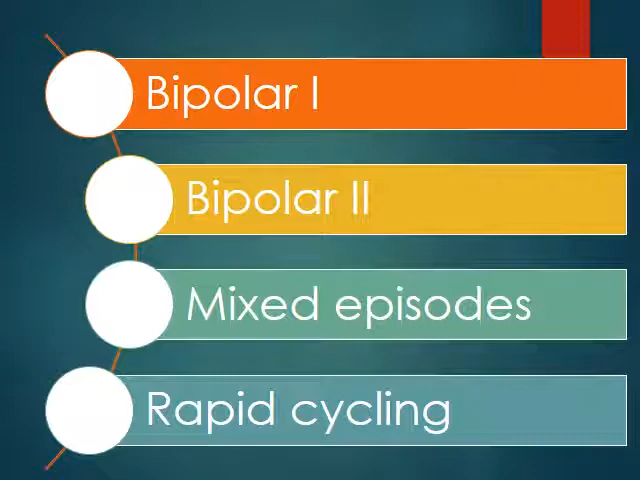 Bipolar I
Bipolar II
Mixed episodes
Rapid cycling